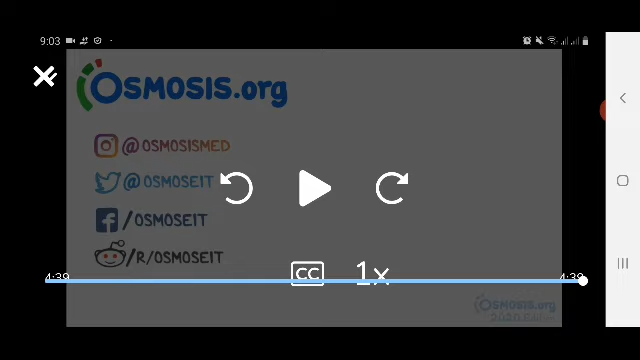 9:03
Osmosis.org
@OSMOSISMED
@OSMOSEIT
/OSMOSEIT
/R/OSMOSEIT
CC 1x
4:39 4:39
Osmosis.org